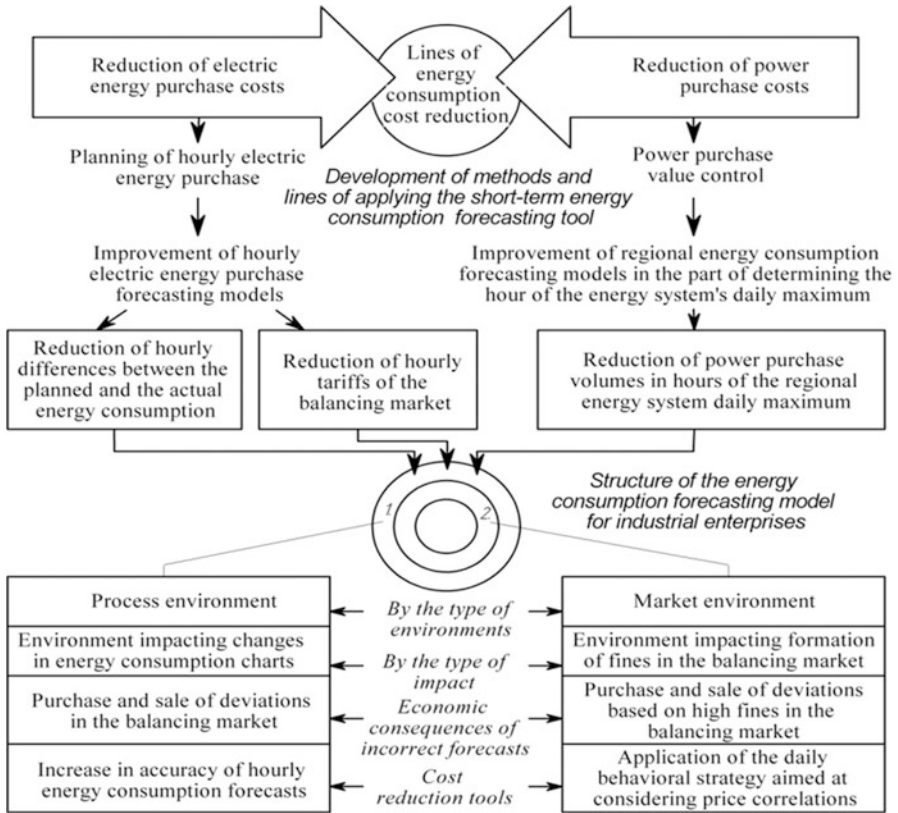 Reduction of electric
energy purchase costs
Lines of
energy
consumption
cost reduction
Reduction of power
purchase costs
Planning of hourly electric
energy purchase
Power purchase
value control
Development of methods and
lines of applying the short-term energy
consumption forecasting tool
Improvement of hourly
electric energy purchase
forecasting models
Improvement of regional energy consumption
forecasting models in the part of determining the
hour of the energy system's daily maximum
Reduction of hourly
differences between the
planned and the actual
energy consumption
Reduction of hourly
tariffs of the
balancing market
Reduction of power purchase
volumes in hours of the regional
energy system daily maximum
Structure of the energy
consumption forecasting model
for industrial enterprises
1
2
Process environment
By the type of
environments
Market environment
Environment impacting changes
in energy consumption charts
By the type of
impact
Environment impacting formation
of fines in the balancing market
Purchase and sale of deviations
in the balancing market
Economic
consequences of
incorrect forecasts
Purchase and sale of deviations
based on high fines in the
balancing market
Increase in accuracy of hourly
energy consumption forecasts
Cost
reduction tools
Application of the daily
behavioral strategy aimed at
considering price correlations